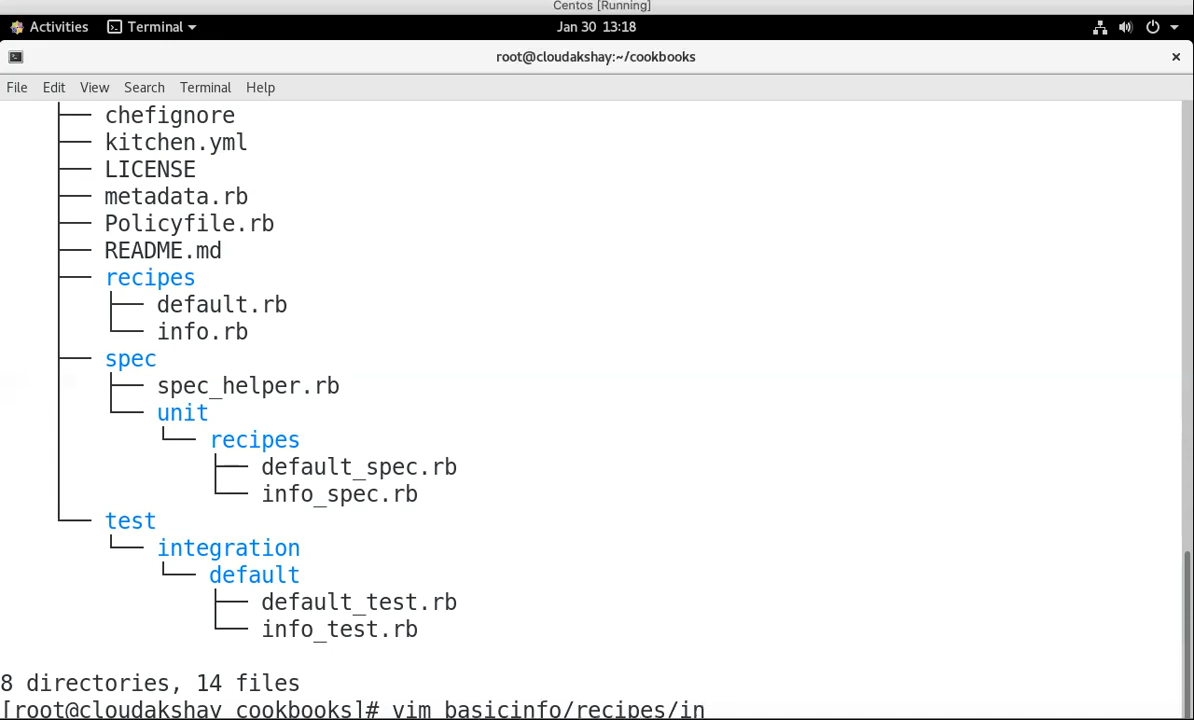 Centos [Running]
Activities Terminal Jan 30 13:18
root@cloudakshay:~/cookbooks
File Edit View Search Terminal Help
├── chefignore
├── kitchen.yml
├── LICENSE
├── metadata.rb
├── Policyfile.rb
├── README.md
├── recipes
│   ├── default.rb
│   └── info.rb
├── spec
│   ├── spec_helper.rb
│   └── unit
│       └── recipes
│           ├── default_spec.rb
│           └── info_spec.rb
└── test
    └── integration
        └── default
            ├── default_test.rb
            └── info_test.rb
8 directories, 14 files
[root@cloudakshay cookbooks]# vim basicinfo/recipes/in